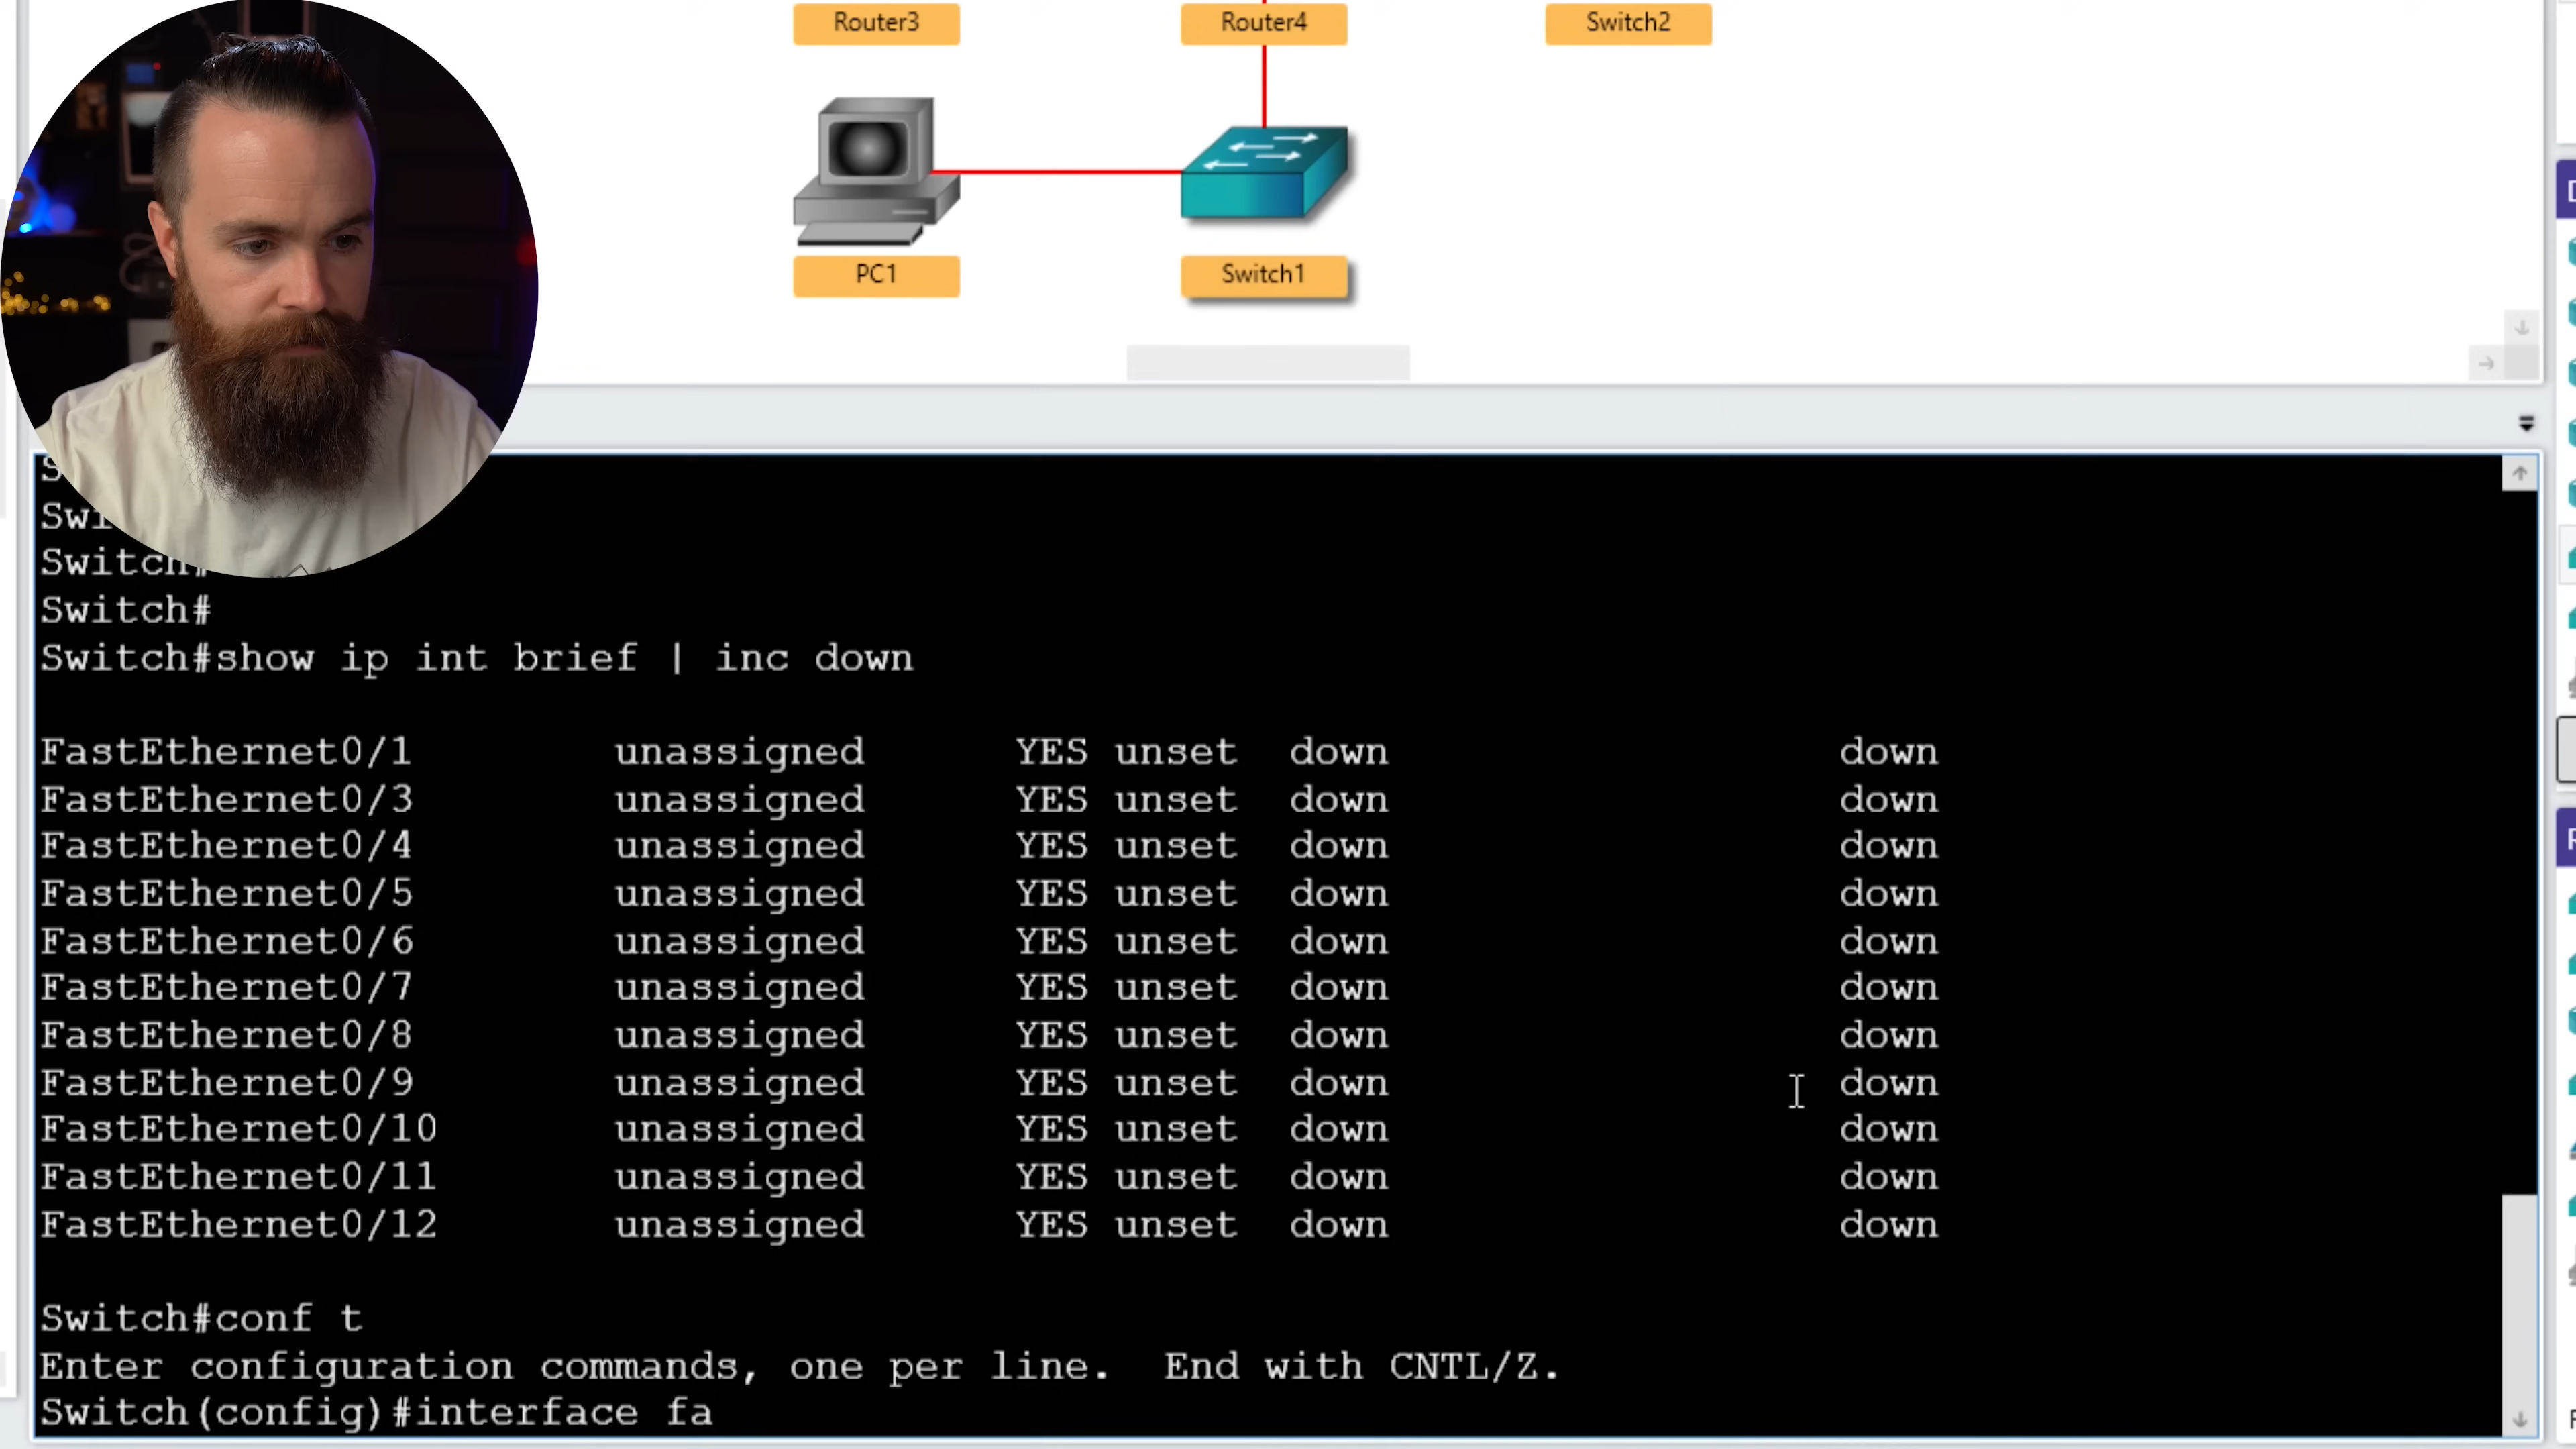 Router3 Router4 Switch2
PC1 Switch1
Switch#
Switch#
Switch#show ip int brief | inc down
FastEthernet0/1 unassigned YES unset down down
FastEthernet0/3 unassigned YES unset down down
FastEthernet0/4 unassigned YES unset down down
FastEthernet0/5 unassigned YES unset down down
FastEthernet0/6 unassigned YES unset down down
FastEthernet0/7 unassigned YES unset down down
FastEthernet0/8 unassigned YES unset down down
FastEthernet0/9 unassigned YES unset down down
FastEthernet0/10 unassigned YES unset down down
FastEthernet0/11 unassigned YES unset down down
FastEthernet0/12 unassigned YES unset down down
Switch#conf t
Enter configuration commands, one per line. End with CNTL/Z.
Switch(config)#interface fa